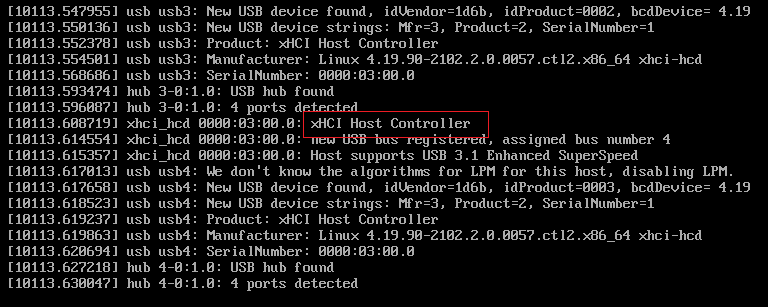 [10113.547955] usb usb3: New USB device found, idVendor=1d6b, idProduct=0002, bcdDevice= 4.19
[10113.550136] usb usb3: New USB device strings: Mfr=3, Product=2, SerialNumber=1
[10113.552378] usb usb3: Product: xHCI Host Controller
[10113.554501] usb usb3: Manufacturer: Linux 4.19.90-2102.2.0.0057.ctl2.x86_64 xhci-hcd
[10113.568686] usb usb3: SerialNumber: 0000:03:00.0
[10113.593474] hub 3-0:1.0: USB hub found
[10113.596087] hub 3-0:1.0: 4 ports detected
[10113.608719] xhci_hcd 0000:03:00.0: xHCI Host Controller
[10113.614554] xhci_hcd 0000:03:00.0: new USB bus registered, assigned bus number 4
[10113.615357] xhci_hcd 0000:03:00.0: Host supports USB 3.1 Enhanced SuperSpeed
[10113.617013] usb usb4: We don't know the algorithms for LPM for this host, disabling LPM.
[10113.617658] usb usb4: New USB device found, idVendor=1d6b, idProduct=0003, bcdDevice= 4.19
[10113.618523] usb usb4: New USB device strings: Mfr=3, Product=2, SerialNumber=1
[10113.619237] usb usb4: Product: xHCI Host Controller
[10113.619863] usb usb4: Manufacturer: Linux 4.19.90-2102.2.0.0057.ctl2.x86_64 xhci-hcd
[10113.620694] usb usb4: SerialNumber: 0000:03:00.0
[10113.627218] hub 4-0:1.0: USB hub found
[10113.630047] hub 4-0:1.0: 4 ports detected